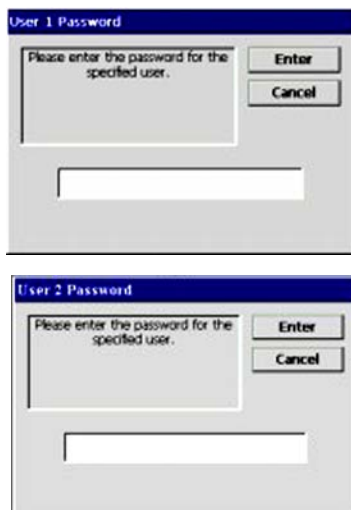 User 1 Password
Please enter the password for the
specified user.
Enter
Cancel
User 2 Password
Please enter the password for the
specified user.
Enter
Cancel